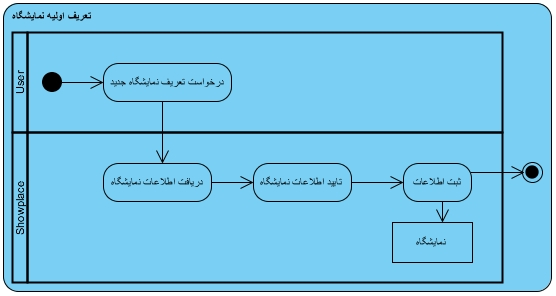 تعریف اولیه نمایشگاه
User
درخواست تعریف نمایشگاه جدید
Showplace
دریافت اطلاعات نمایشگاه
تایید اطلاعات نمایشگاه
ثبت اطلاعات
نمایشگاه